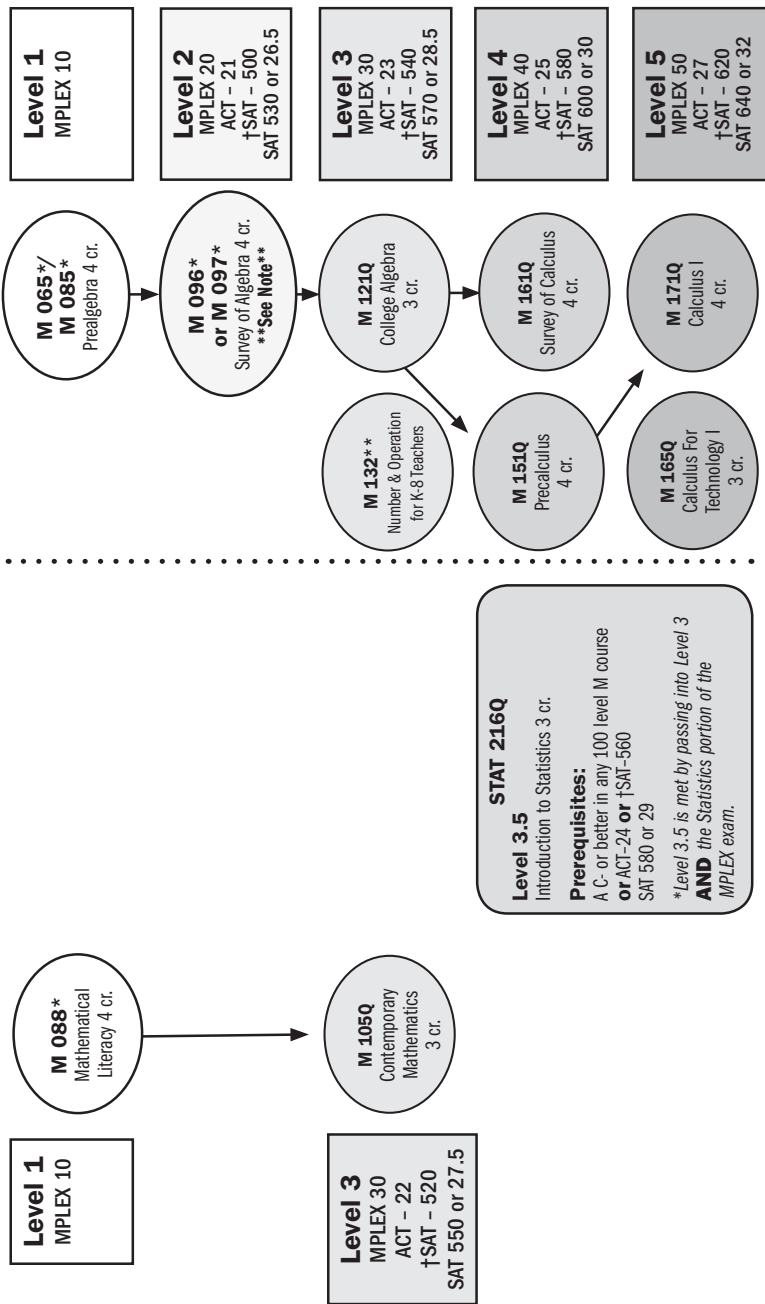 Level 1
MPLEX 10
M 088*
Mathematical
Literacy 4 cr.
Level 3
MPLEX 30
ACT – 22
†SAT – 520
SAT 550 or 27.5
M 105Q
Contemporary
Mathematics
3 cr.
STAT 216Q
Level 3.5
Introduction to Statistics 3 cr.
Prerequisites:
A C- or better in any 100 level M course
or ACT–24 or †SAT–560
SAT 580 or 29
*Level 3.5 is met by passing into Level 3
AND the Statistics portion of the
MPLEX exam.
M 065*/
M 085*
Prealgebra 4 cr.
Level 1
MPLEX 10
M 096*
or M 097*
Survey of Algebra 4 cr.
**See Note**
Level 2
MPLEX 20
ACT – 21
†SAT – 500
SAT 530 or 26.5
M 132**
Number & Operation
for K-8 Teachers
M 121Q
College Algebra
3 cr.
Level 3
MPLEX 30
ACT – 23
†SAT – 540
SAT 570 or 28.5
M 151Q
Precalculus
4 cr.
M 161Q
Survey of Calculus
4 cr.
Level 4
MPLEX 40
ACT – 25
†SAT – 580
SAT 600 or 30
M 165Q
Calculus For
Technology I
3 cr.
M 171Q
Calculus I
4 cr.
Level 5
MPLEX 50
ACT – 27
†SAT – 620
SAT 640 or 32